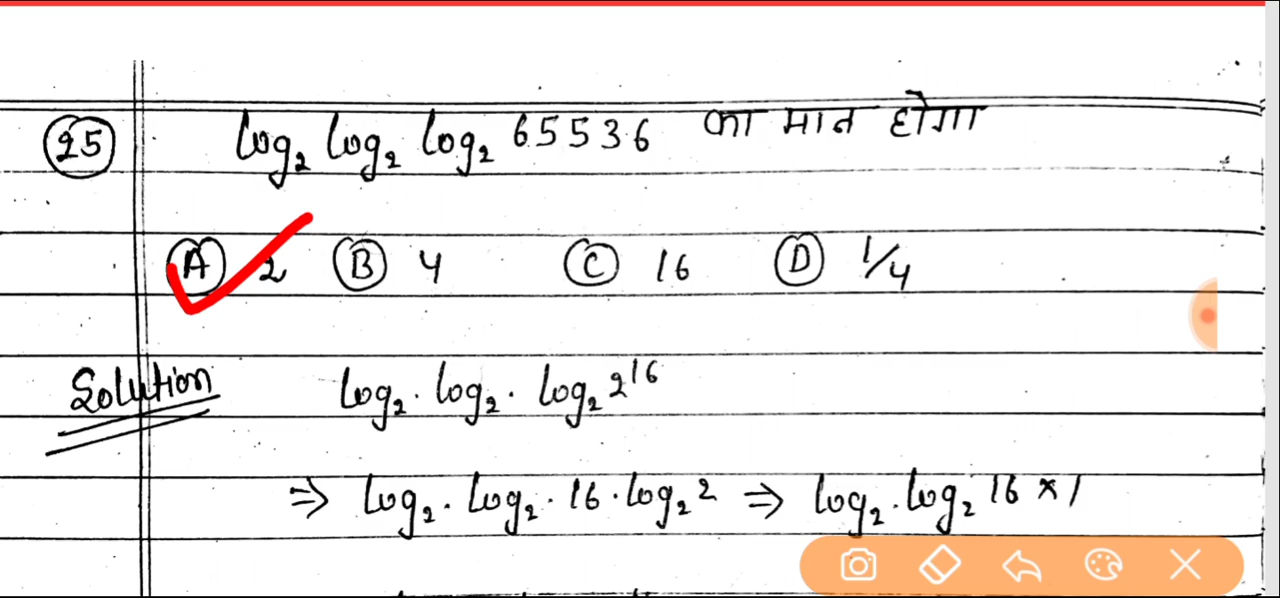 25 log₂ log₂ log₂ 65536 का मान होगा
A 2 B 4 C 16 D 1/4
Solution log₂ . log₂ . log₂ 2¹⁶
⇒ log₂ . log₂ . 16 . log₂ 2 ⇒ log₂ . log₂ 16 × 1